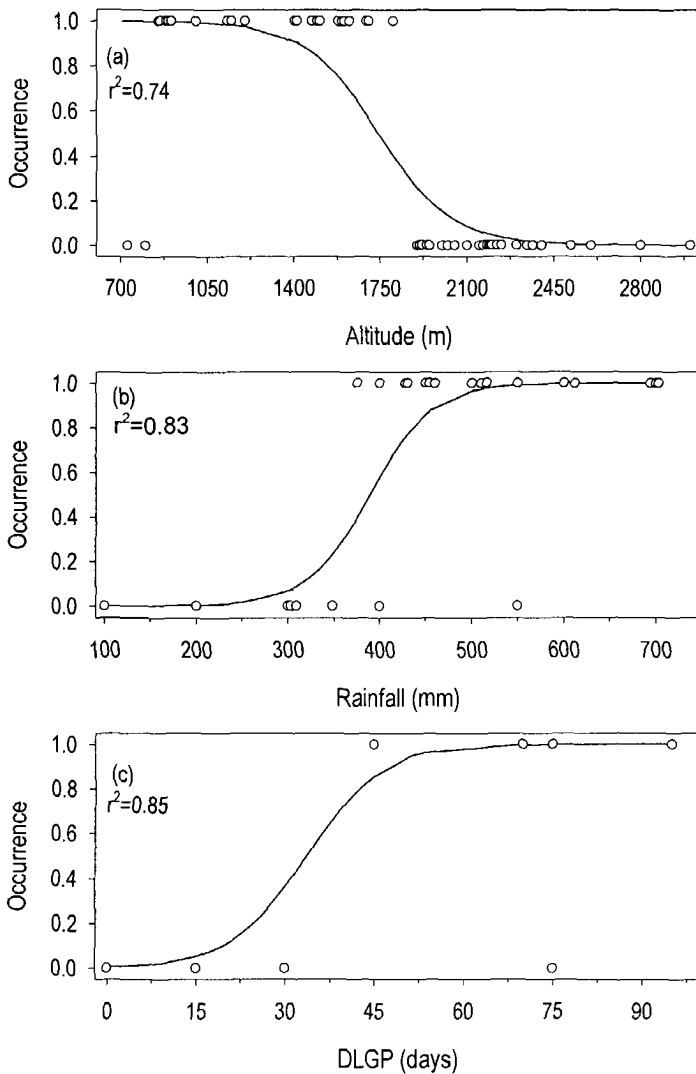 1.0
0.8
0.6
0.4
0.2
0.0
Occurrence
(a)
r²=0.74
700 1050 1400 1750 2100 2450 2800
Altitude (m)
1.0
0.8
0.6
0.4
0.2
0.0
Occurrence
(b)
r²=0.83
100 200 300 400 500 600 700
Rainfall (mm)
1.0
0.8
0.6
0.4
0.2
0.0
Occurrence
(c)
r²=0.85
0 15 30 45 60 75 90
DLGP (days)